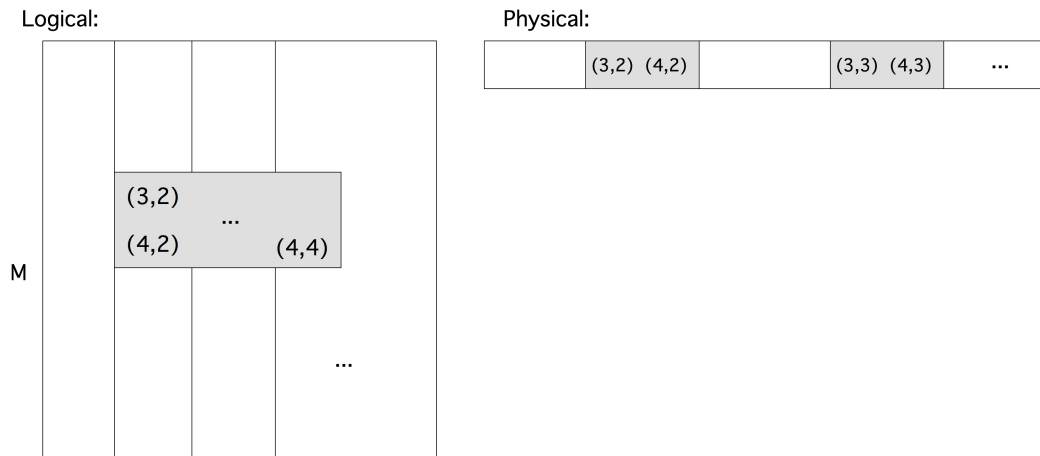 Logical:
Physical:
(3,2) (4,2)
(3,3) (4,3)
...
(3,2)
...
(4,2)
(4,4)
M
...